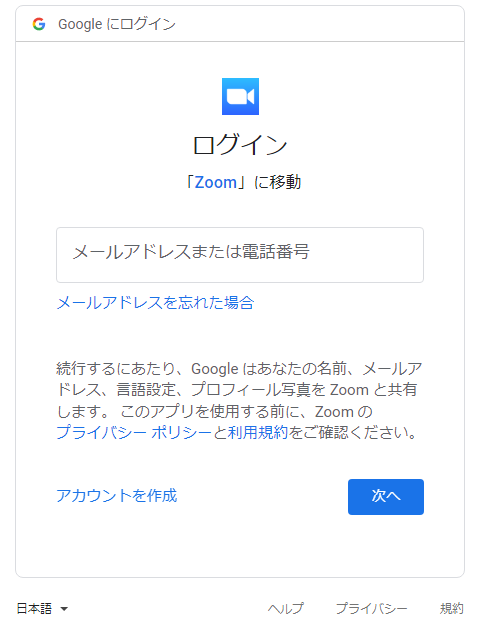 Google にログイン
ログイン
「Zoom」に移動
メールアドレスまたは電話番号
メールアドレスを忘れた場合
続行するにあたり、Google はあなたの名前、メールア
ドレス、言語設定、プロフィール写真を Zoom と共有
します。 このアプリを使用する前に、Zoom の
プライバシー ポリシーと利用規約をご確認ください。
アカウントを作成
次へ
日本語
ヘルプ
プライバシー
規約